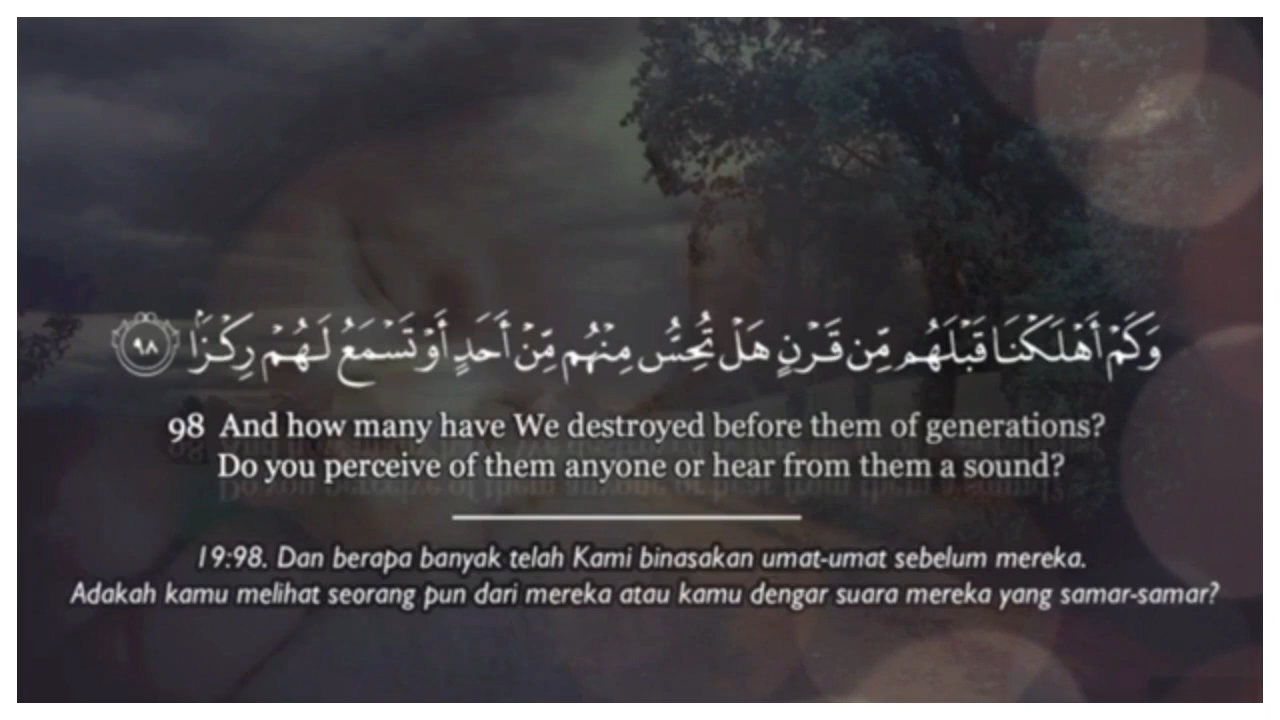 وَكَمْ أَهْلَكْنَا قَبْلَهُم مِّن قَرْنٍ هَلْ تُحِسُّ مِنْهُم مِّنْ أَحَدٍ أَوْ تَسْمَعُ لَهُمْ رِكْزًۢا ٩٨
98 And how many have We destroyed before them of generations?
Do you perceive of them anyone or hear from them a sound?
19:98. Dan berapa banyak telah Kami binasakan umat-umat sebelum mereka.
Adakah kamu melihat seorang pun dari mereka atau kamu dengar suara mereka yang samar-samar?